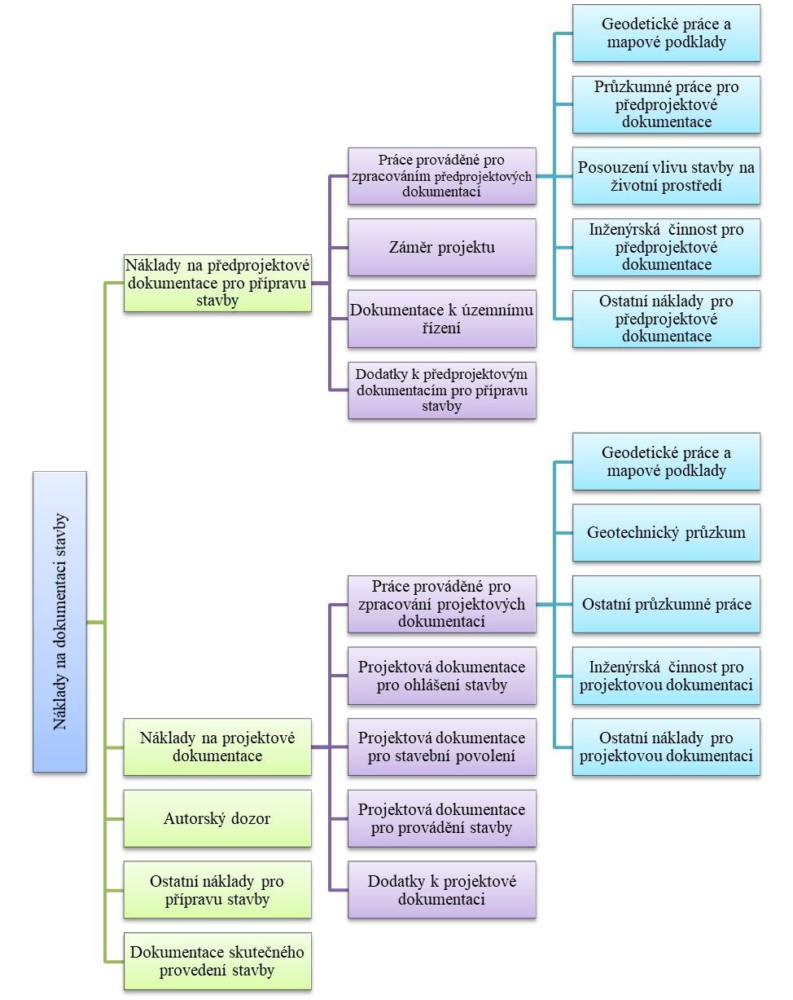 Náklady na dokumentaci stavby
Náklady na předprojektové
dokumentace pro přípravu
stavby
Práce prováděné pro
zpracováním předprojektových
dokumentací
Geodetické práce a
mapové podklady
Průzkumné práce pro
předprojektové
dokumentace
Posouzení vlivu stavby na
životní prostředí
Inženýrská činnost pro
předprojektové
dokumentace
Ostatní náklady pro
předprojektové
dokumentace
Záměr projektu
Dokumentace k územnímu
řízení
Dodatky k předprojektovým
dokumentacím pro přípravu
stavby
Náklady na projektové
dokumentace
Práce prováděné pro
zpracování projektových
dokumentací
Geodetické práce a
mapové podklady
Geotechnický průzkum
Ostatní průzkumné práce
Inženýrská činnost pro
projektovou dokumentaci
Ostatní náklady pro
projektovou dokumentaci
Projektová dokumentace
pro ohlášení stavby
Projektová dokumentace
pro stavební povolení
Projektová dokumentace
pro provádění stavby
Dodatky k projektové
dokumentaci
Autorský dozor
Ostatní náklady pro
přípravu stavby
Dokumentace skutečného
provedení stavby